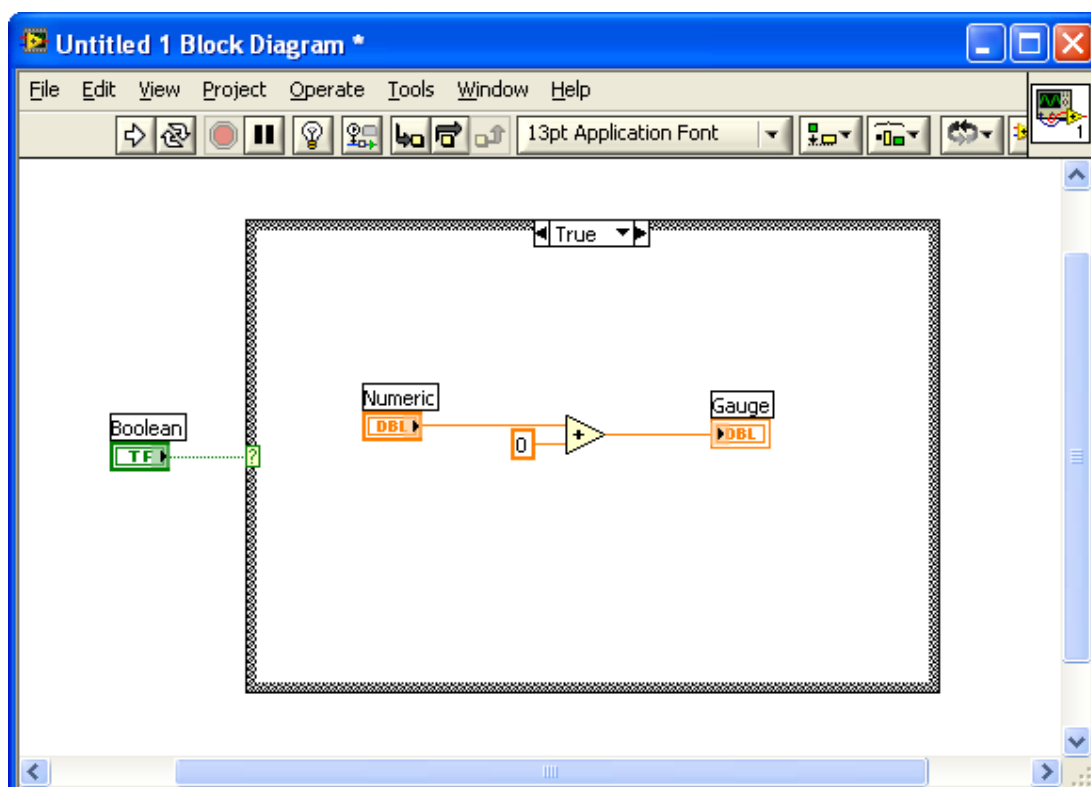 Untitled 1 Block Diagram *
File Edit View Project Operate Tools Window Help
13pt Application Font
1
True
Numeric
DBL
Boolean
TF
?
0
+
Gauge
DBL